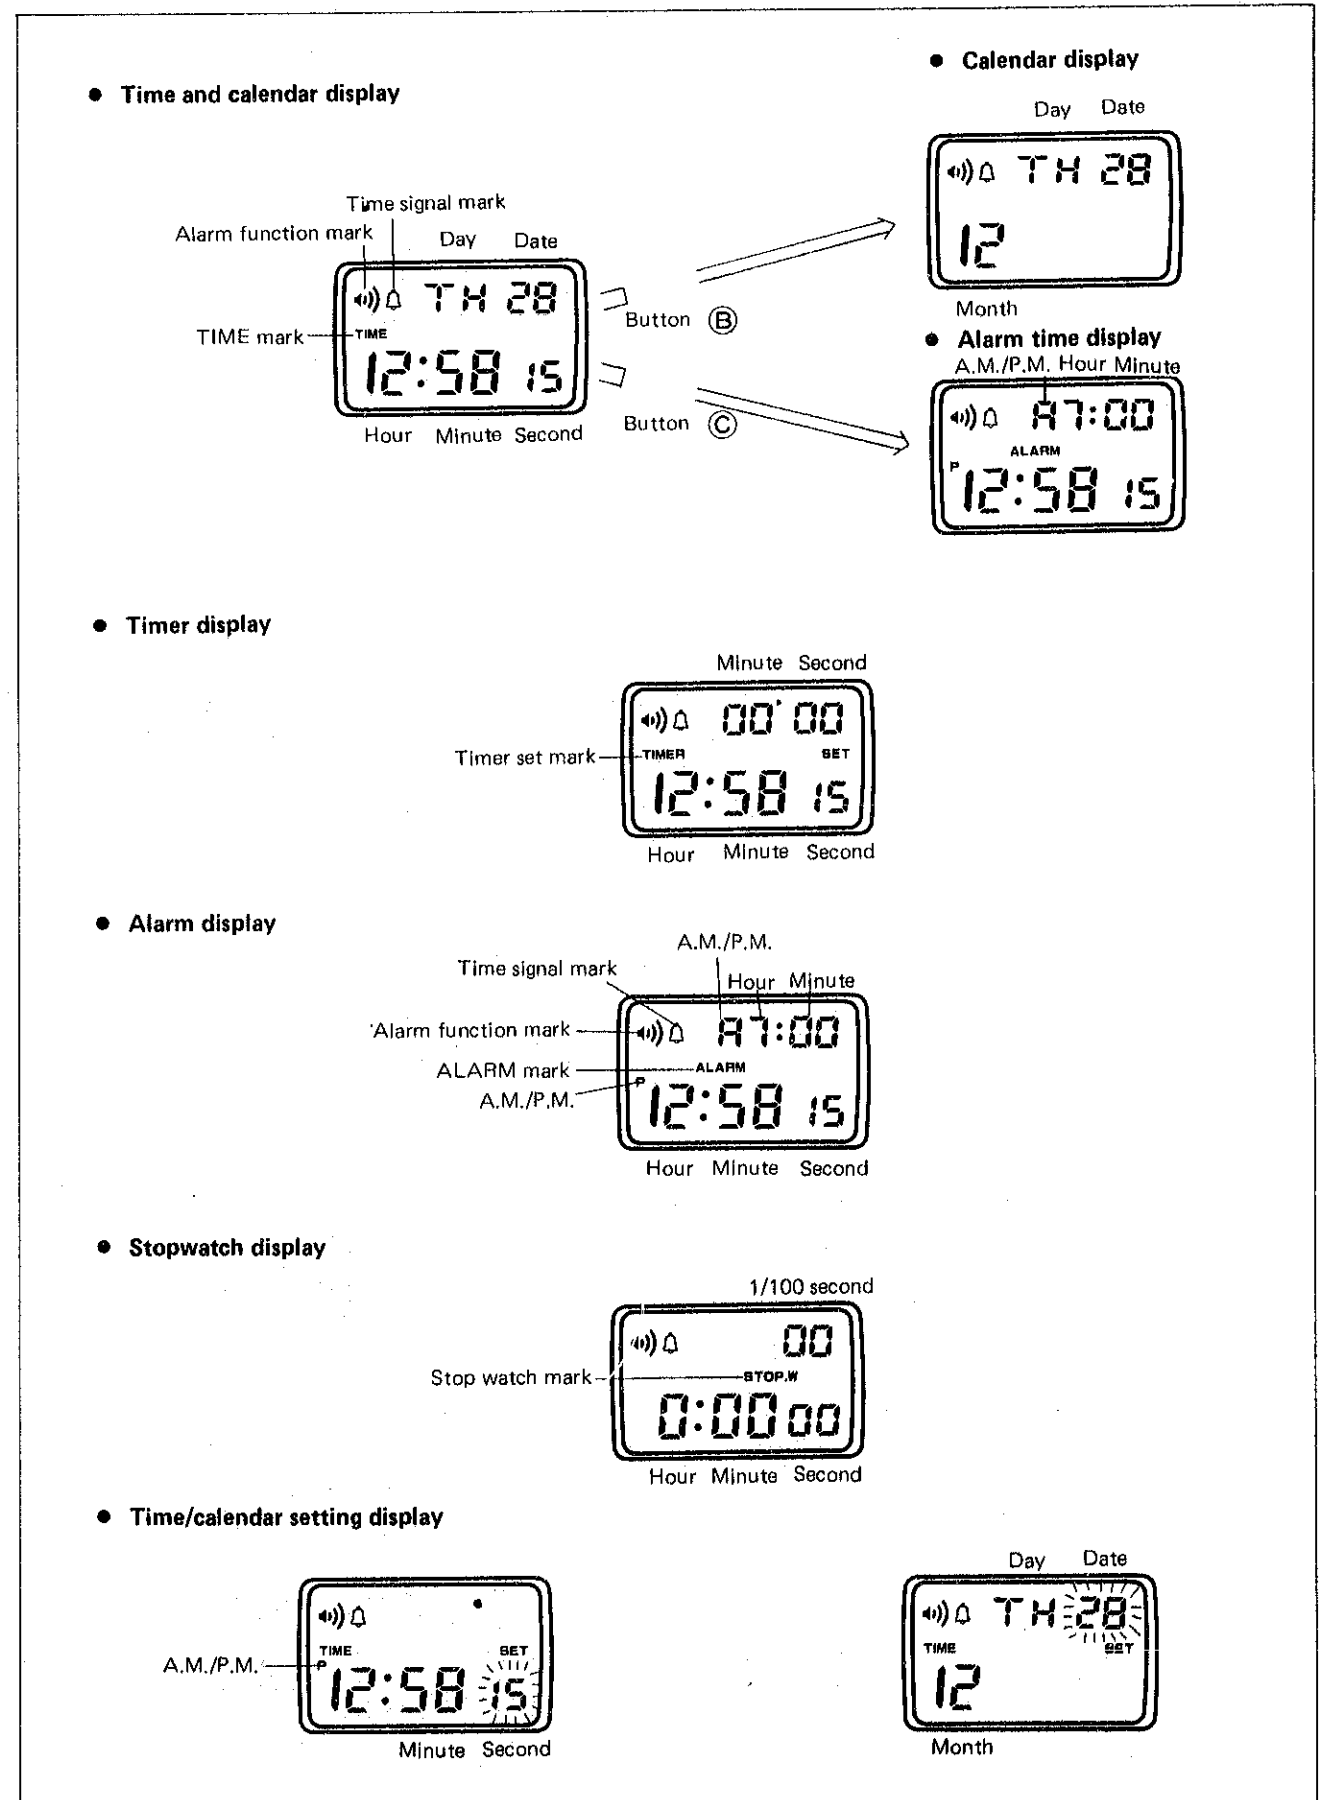 ● Calendar display
● Time and calendar display
Day Date
TH 28
12
Month
Time signal mark
Alarm function mark
Day Date
TH 28
TIME mark
TIME
12:58 15
Hour Minute Second
Button Ⓑ
Button Ⓒ
● Alarm time display
A.M./P.M. Hour Minute
A7:00
ALARM
P
12:58 15
● Timer display
Minute Second
00'00
Timer set mark
TIMER SET
12:58 15
Hour Minute Second
● Alarm display
A.M./P.M.
Time signal mark
Hour Minute
Alarm function mark
A7:00
ALARM mark
ALARM
A.M./P.M.
P
12:58 15
Hour Minute Second
● Stopwatch display
1/100 second
00
Stop watch mark
STOP.W
0:00 00
Hour Minute Second
● Time/calendar setting display
TIME SET
A.M./P.M.
P
12:58 15
Minute Second
Day Date
TH 28
TIME SET
12
Month